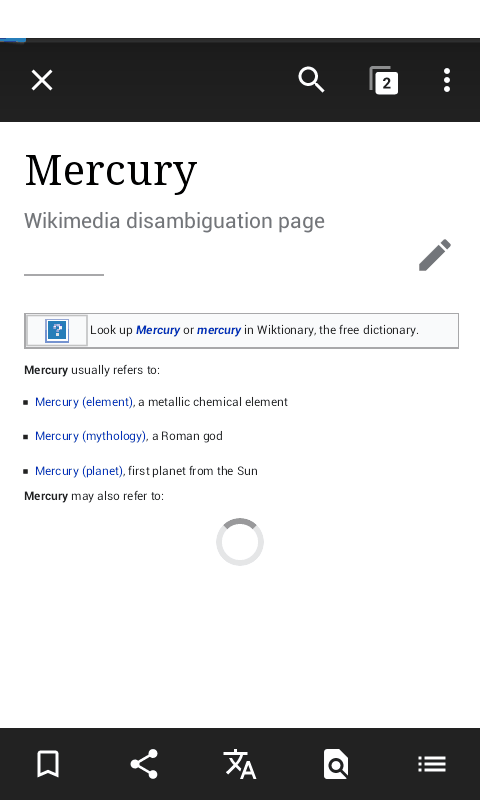 2
Mercury
Wikimedia disambiguation page
? Look up Mercury or mercury in Wiktionary, the free dictionary.
Mercury usually refers to:
▪ Mercury (element), a metallic chemical element
▪ Mercury (mythology), a Roman god
▪ Mercury (planet), first planet from the Sun
Mercury may also refer to:
文A